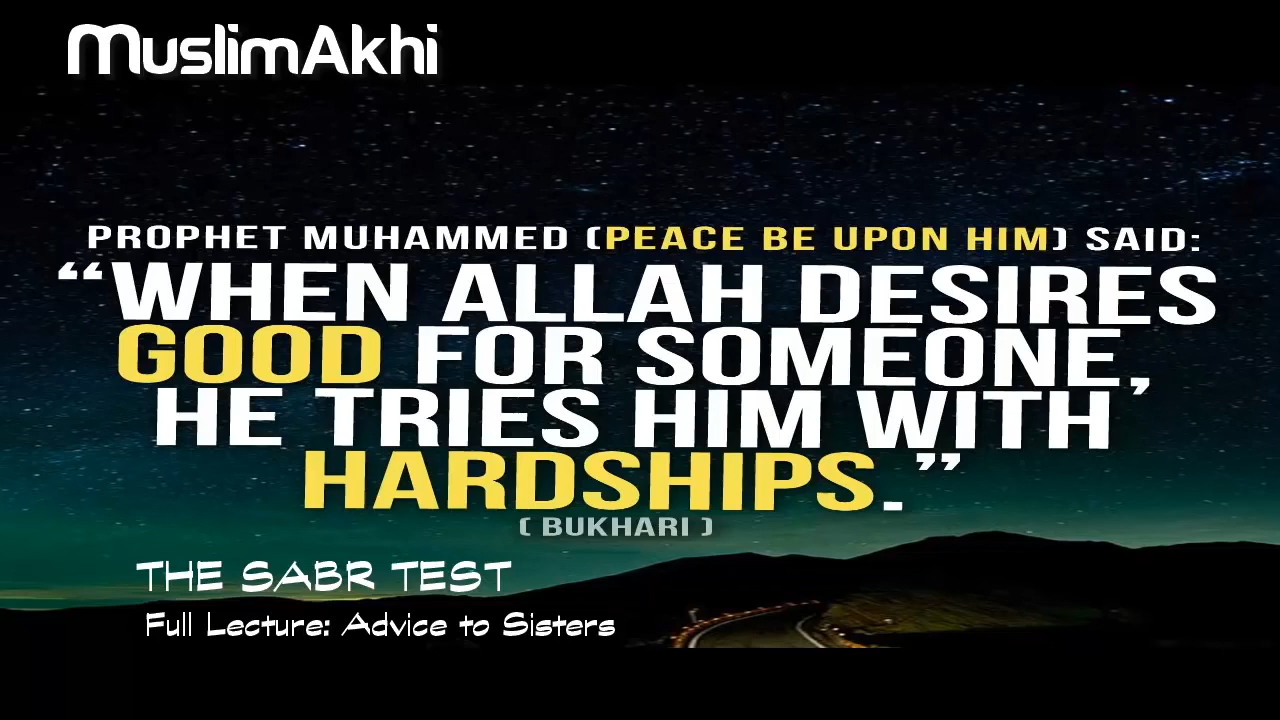 MuslimAkhi
PROPHET MUHAMMED (PEACE BE UPON HIM) SAID:
“WHEN ALLAH DESIRES
GOOD FOR SOMEONE,
HE TRIES HIM WITH
HARDSHIPS.”
( BUKHARI )
THE SABR TEST
Full Lecture: Advice to Sisters